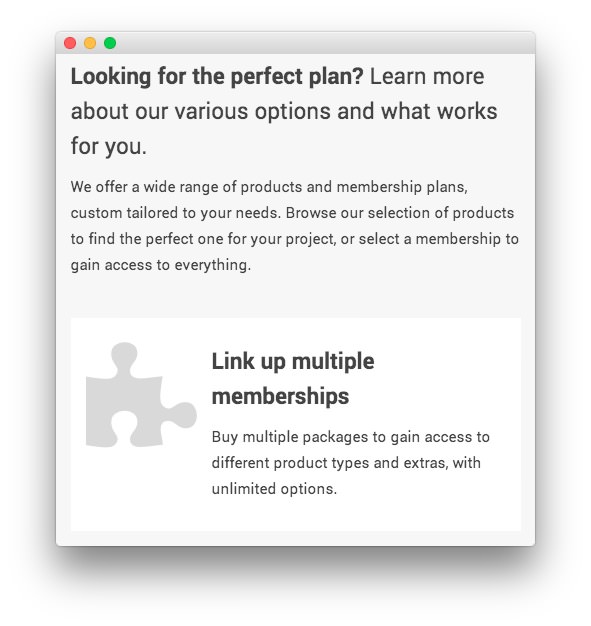 Looking for the perfect plan? Learn more
about our various options and what works
for you.
We offer a wide range of products and membership plans,
custom tailored to your needs. Browse our selection of products
to find the perfect one for your project, or select a membership to
gain access to everything.
Link up multiple
memberships
Buy multiple packages to gain access to
different product types and extras, with
unlimited options.